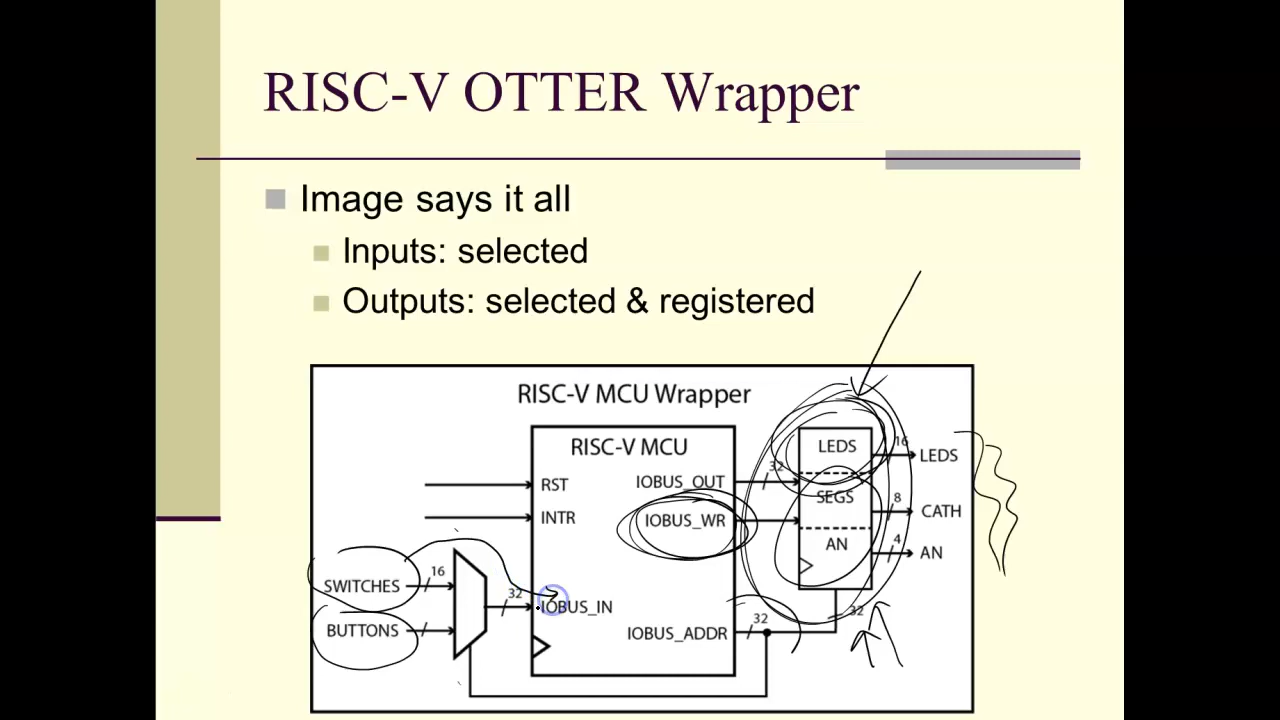 RISC-V OTTER Wrapper
Image says it all
Inputs: selected
Outputs: selected & registered
RISC-V MCU Wrapper
RISC-V MCU
LEDS
16
LEDS
RST
IOBUS_OUT
32
SEGS
8
CATH
INTR
IOBUS_WR
AN
4
AN
SWITCHES
16
32
IOBUS_IN
BUTTONS
IOBUS_ADDR
32
32